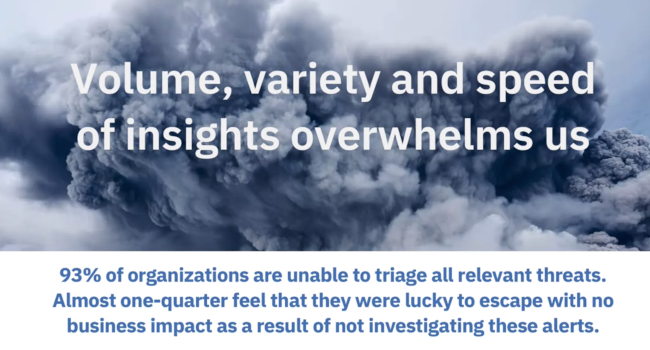 Volume, variety and speed
of insights overwhelms us
93% of organizations are unable to triage all relevant threats.
Almost one-quarter feel that they were lucky to escape with no
business impact as a result of not investigating these alerts.